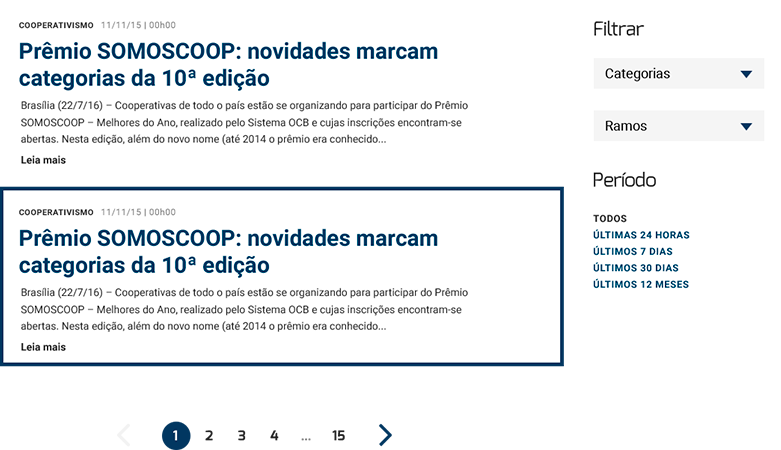 COOPERATIVISMO 11/11/15 | 00h00
Prêmio SOMOSCOOP: novidades marcam
categorias da 10ª edição
Brasília (22/7/16) – Cooperativas de todo o país estão se organizando para participar do Prêmio
SOMOSCOOP – Melhores do Ano, realizado pelo Sistema OCB e cujas inscrições encontram-se
abertas. Nesta edição, além do novo nome (até 2014 o prêmio era conhecido...
Leia mais
COOPERATIVISMO 11/11/15 | 00h00
Prêmio SOMOSCOOP: novidades marcam
categorias da 10ª edição
Brasília (22/7/16) – Cooperativas de todo o país estão se organizando para participar do Prêmio
SOMOSCOOP – Melhores do Ano, realizado pelo Sistema OCB e cujas inscrições encontram-se
abertas. Nesta edição, além do novo nome (até 2014 o prêmio era conhecido...
Leia mais
1 2 3 4 ... 15
Filtrar
Categorias
Ramos
Período
TODOS
ÚLTIMAS 24 HORAS
ÚLTIMOS 7 DIAS
ÚLTIMOS 30 DIAS
ÚLTIMOS 12 MESES